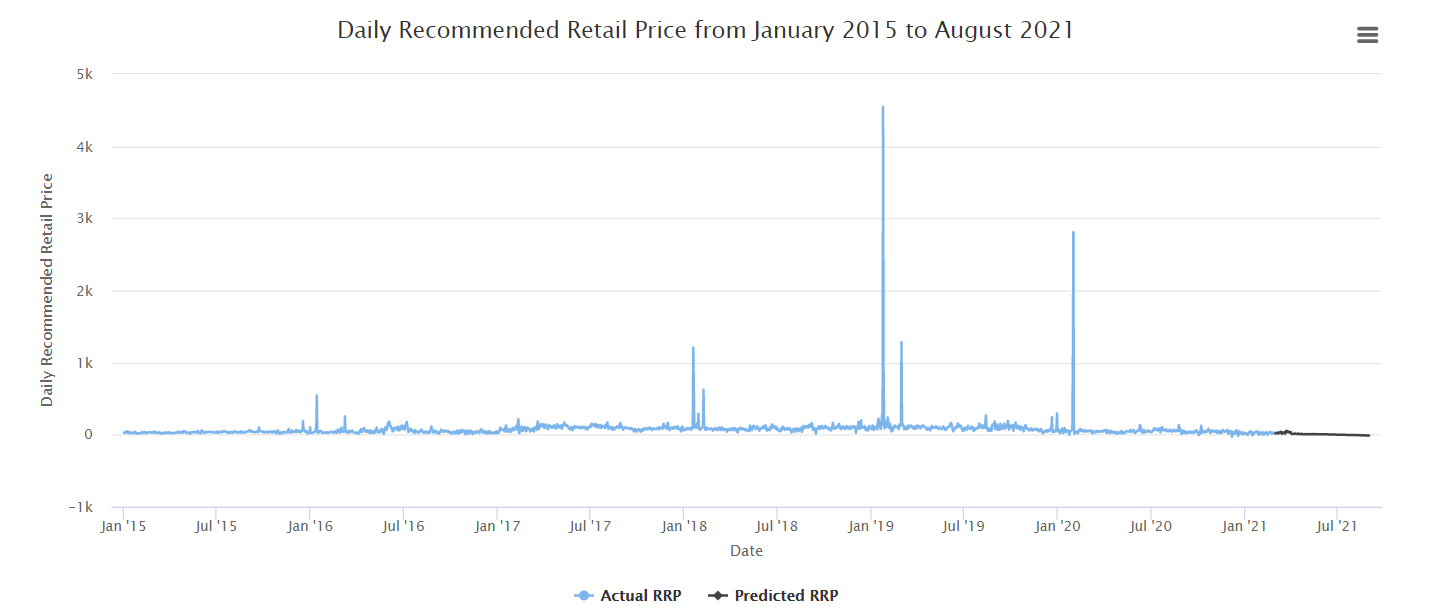 Daily Recommended Retail Price from January 2015 to August 2021
Daily Recommended Retail Price
5k
4k
3k
2k
1k
0
-1k
Jan '15 Jul '15 Jan '16 Jul '16 Jan '17 Jul '17 Jan '18 Jul '18 Jan '19 Jul '19 Jan '20 Jul '20 Jan '21 Jul '21
Date
Actual RRP Predicted RRP